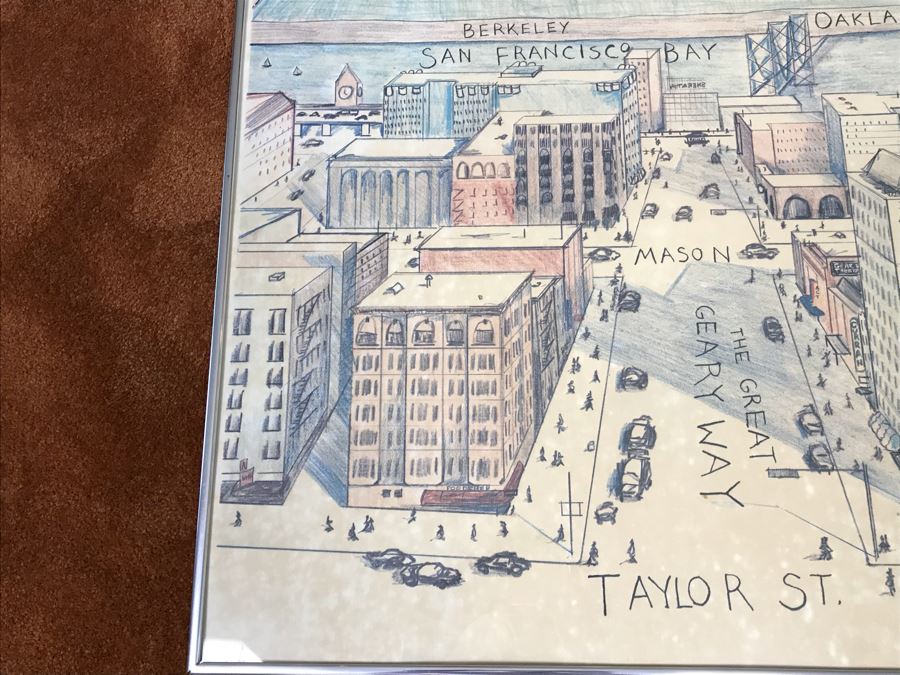 BERKELEY
OAKLA
SAN FRANCISCO BAY
MASON
THE GREAT
GEARY WAY
TAYLOR ST.